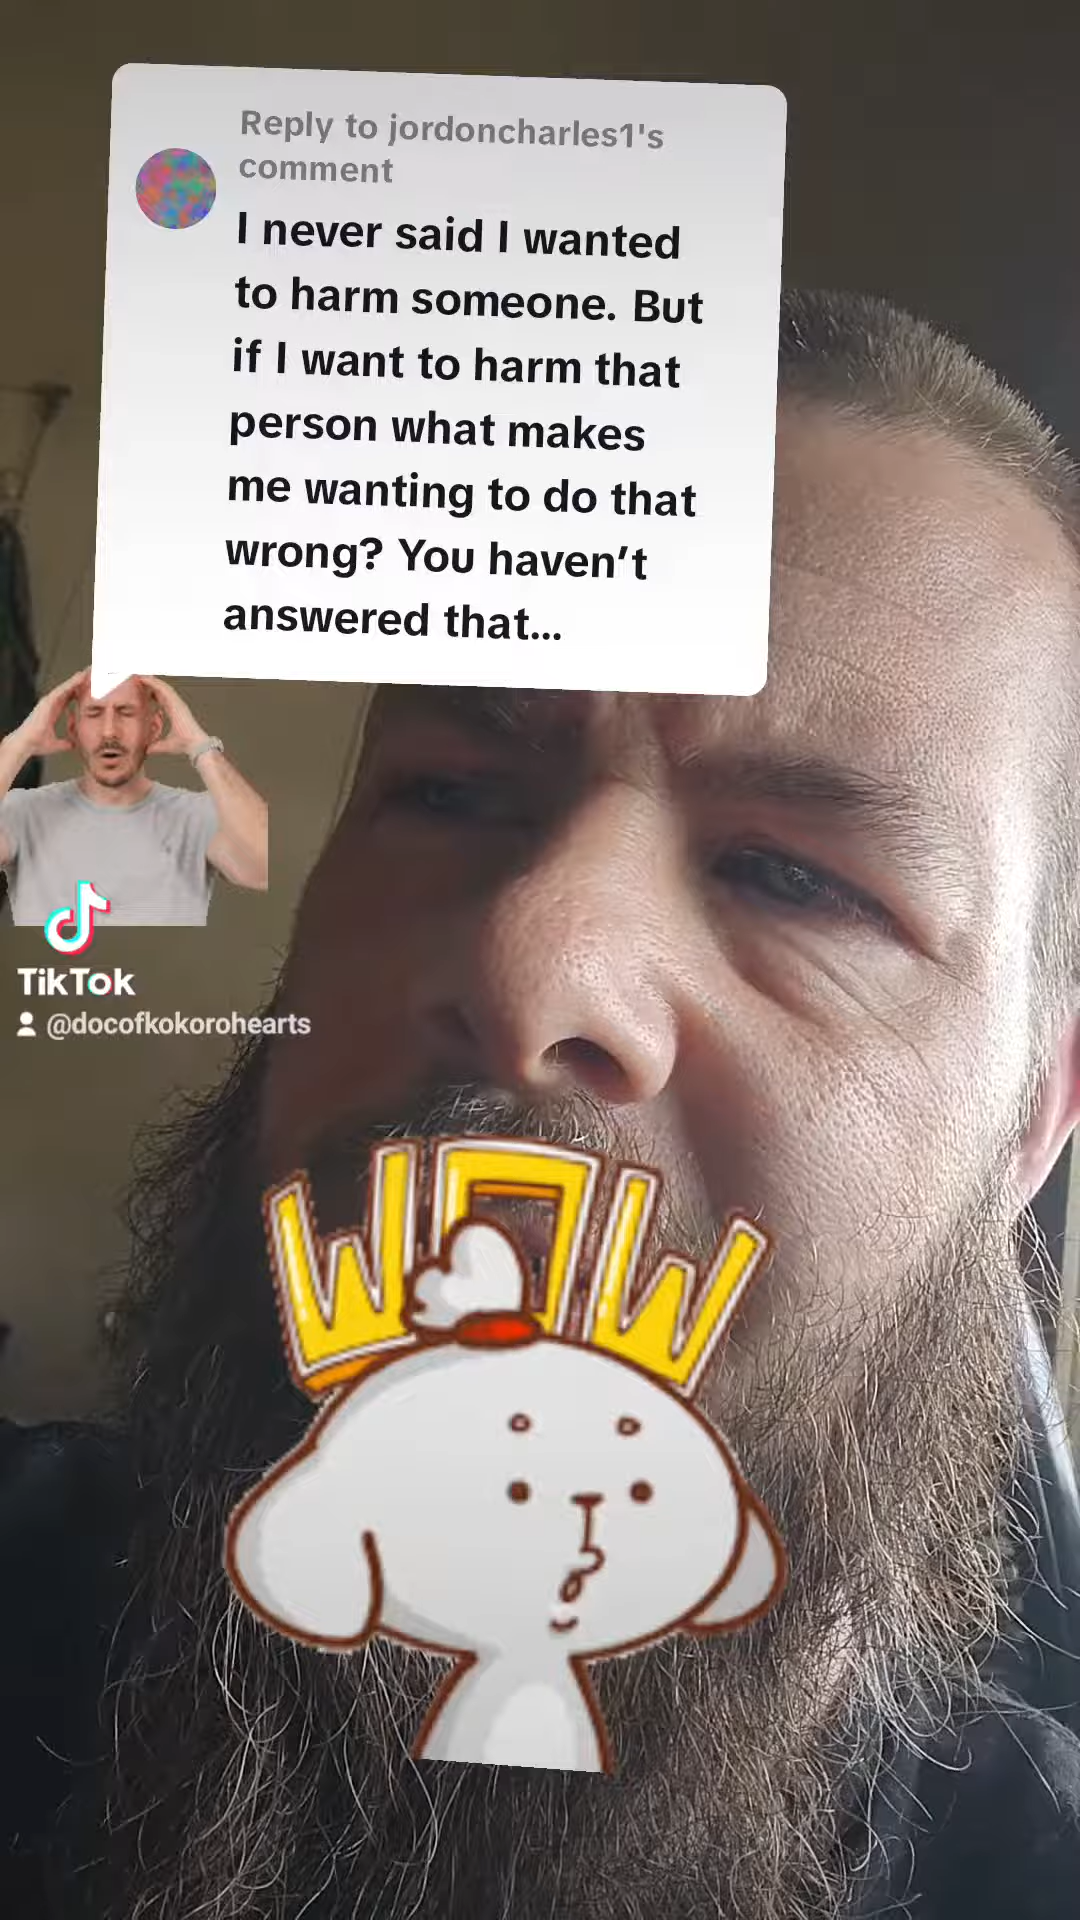 Reply to jordoncharles1's
comment
I never said I wanted
to harm someone. But
if I want to harm that
person what makes
me wanting to do that
wrong? You haven’t
answered that...
TikTok
@docofkokorohearts
WOW